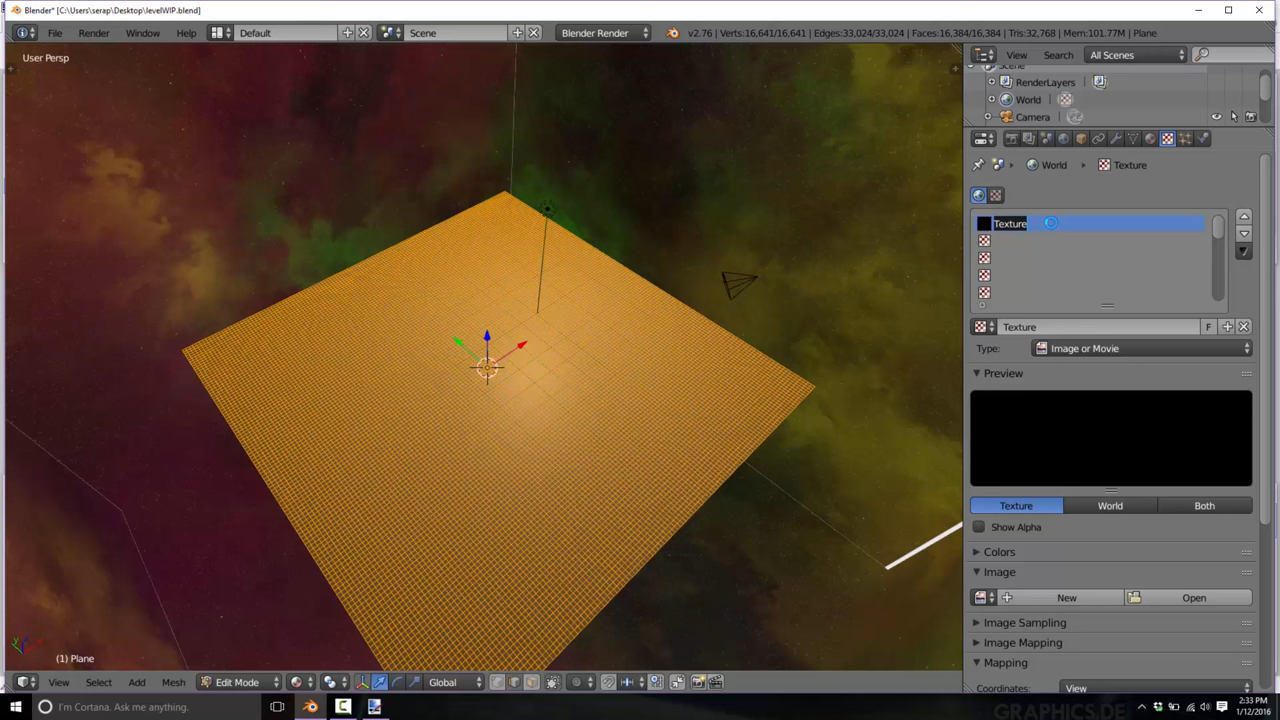 Blender* [C:\Users\serap\Desktop\levelWIP.blend]
File Render Window Help Default Scene Blender Render v2.76 | Verts:16,641/16,641 | Edges:33,024/33,024 | Faces:16,384/16,384 | Tris:32,768 | Mem:101.77M | Plane
User Persp
View Search All Scenes
Scene
RenderLayers
World
Camera
World Texture
Texture
Texture F
Type: Image or Movie
Preview
Texture World Both
Show Alpha
Colors
Image
New Open
Image Sampling
Image Mapping
Mapping
Coordinates: View
(1) Plane
View Select Add Mesh Edit Mode Global
I'm Cortana. Ask me anything.
2:33 PM
1/12/2016
GRAPHICS.DE